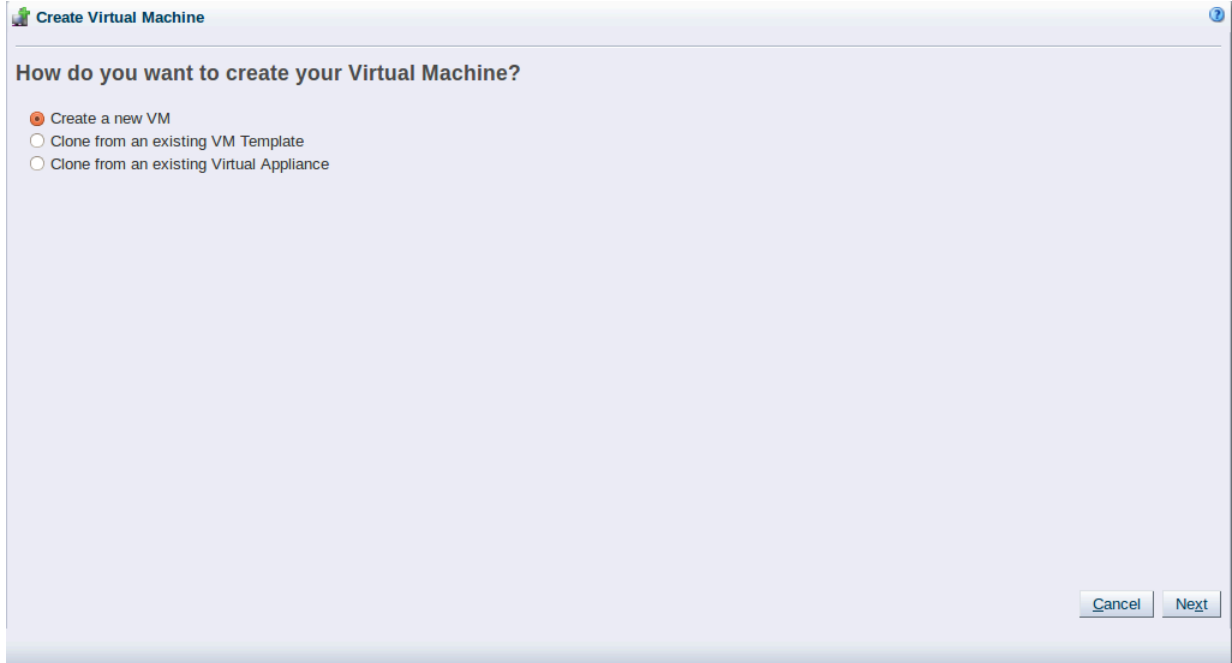 Create Virtual Machine
?
How do you want to create your Virtual Machine?
Create a new VM
Clone from an existing VM Template
Clone from an existing Virtual Appliance
Cancel Next